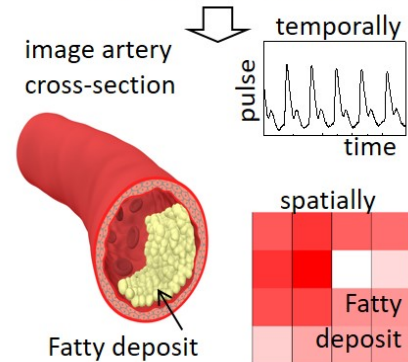 image artery
cross-section
Fatty deposit
temporally
pulse
time
spatially
Fatty
deposit